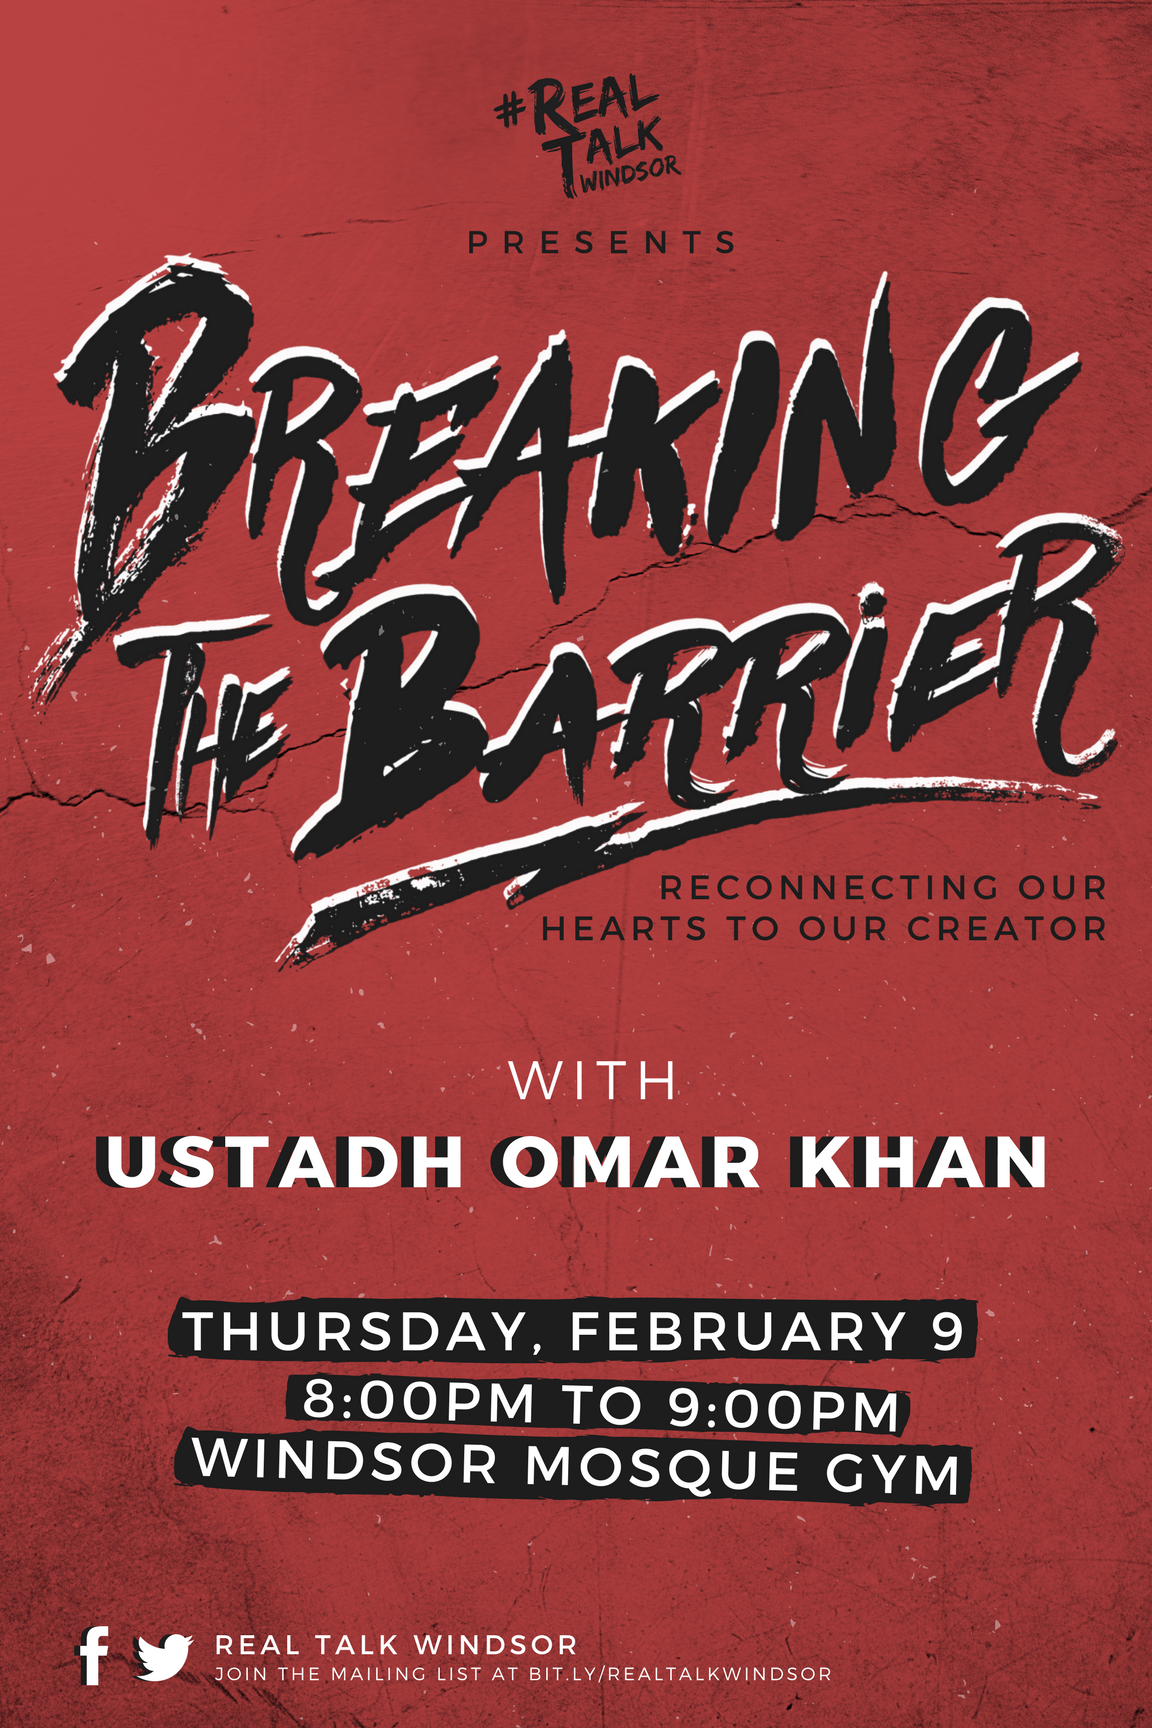 #REAL
TALK
WINDSOR
PRESENTS
BREAKING
THE BARRiER
RECONNECTING OUR
HEARTS TO OUR CREATOR
WITH
USTADH OMAR KHAN
THURSDAY, FEBRUARY 9
8:00PM TO 9:00PM
WINDSOR MOSQUE GYM
REAL TALK WINDSOR
JOIN THE MAILING LIST AT BIT.LY/REALTALKWINDSOR